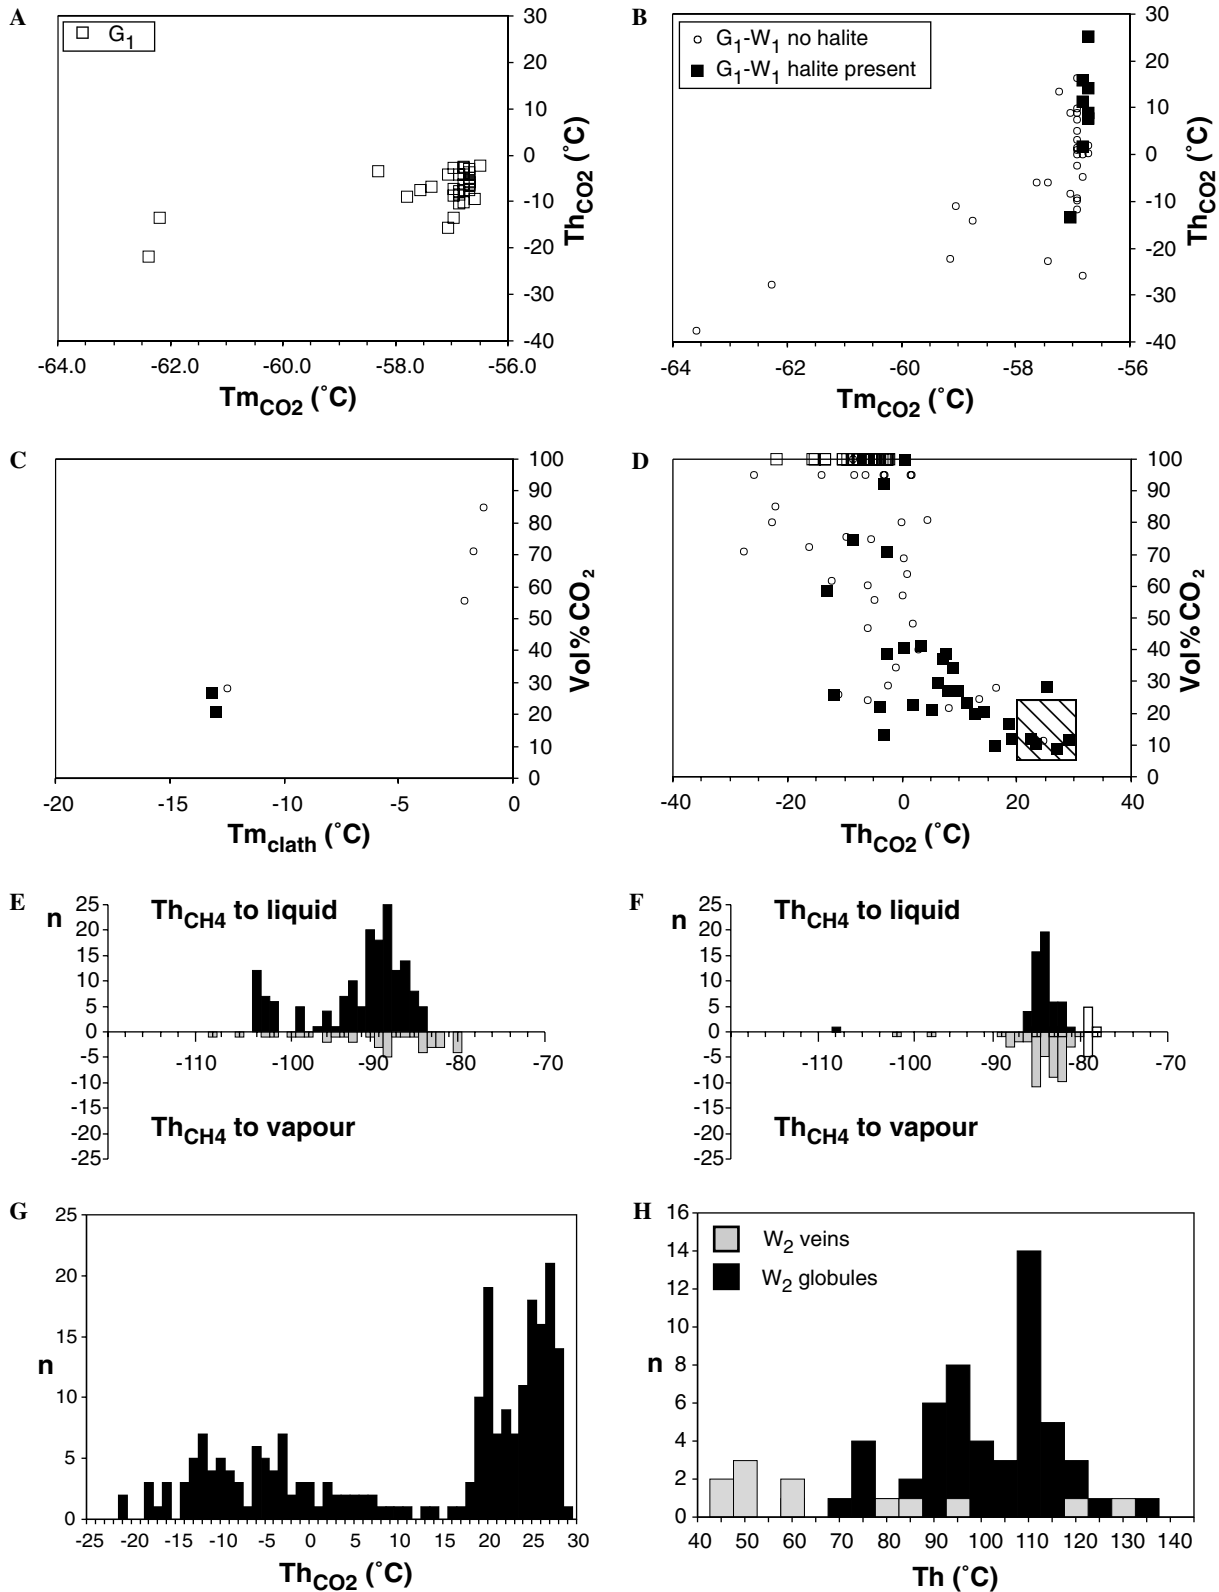 A
G1
30
20
10
0
-10
-20
-30
-40
ThCO2 (˚C)
-64.0 -62.0 -60.0 -58.0 -56.0
TmCO2 (˚C)
B
G1-W1 no halite
G1-W1 halite present
30
20
10
0
-10
-20
-30
-40
ThCO2 (˚C)
-64 -62 -60 -58 -56
TmCO2 (˚C)
C
100
90
80
70
60
50
40
30
20
10
0
Vol% CO2
-20 -15 -10 -5 0
Tmclath (˚C)
D
100
90
80
70
60
50
40
30
20
10
0
Vol% CO2
-40 -20 0 20 40
ThCO2 (˚C)
E
n
25
20
15
10
5
0
-5
-10
-15
-20
-25
ThCH4 to liquid
-110 -100 -90 -80 -70
ThCH4 to vapour
F
n
25
20
15
10
5
0
-5
-10
-15
-20
-25
ThCH4 to liquid
-110 -100 -90 -80 -70
ThCH4 to vapour
G
25
20
15
10
5
0
n
-25 -20 -15 -10 -5 0 5 10 15 20 25 30
ThCO2 (˚C)
H
16
14
12
10
8
6
4
2
0
n
W2 veins
W2 globules
40 50 60 70 80 90 100 110 120 130 140
Th (˚C)